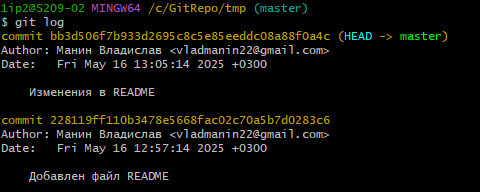 1ip2@S209-02 MINGW64 /c/GitRepo/tmp (master)
$ git log
commit bb3d506f7b933d2695c8c5e85eeddc08a88f0a4c (HEAD -> master)
Author: Манин Владислав <vladmanin22@gmail.com>
Date:   Fri May 16 13:05:14 2025 +0300
    Изменения в README
commit 228119ff110b3478e5668fac02c70a5b7d0283c6
Author: Манин Владислав <vladmanin22@gmail.com>
Date:   Fri May 16 12:57:14 2025 +0300
    Добавлен файл README